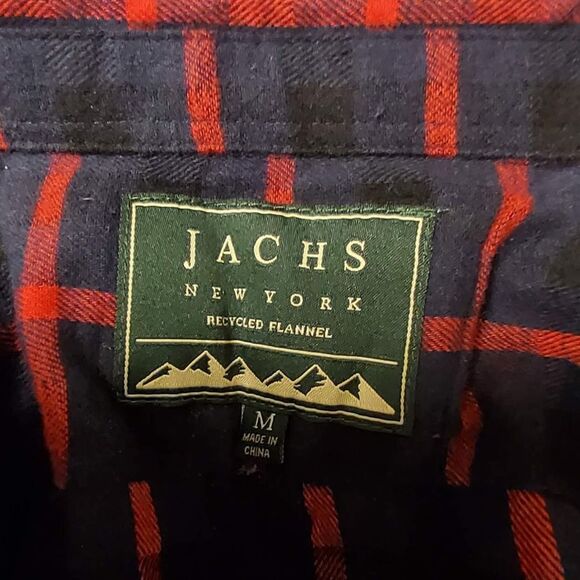 JACHS
NEW YORK
RECYCLED FLANNEL
M
MADE IN
CHINA